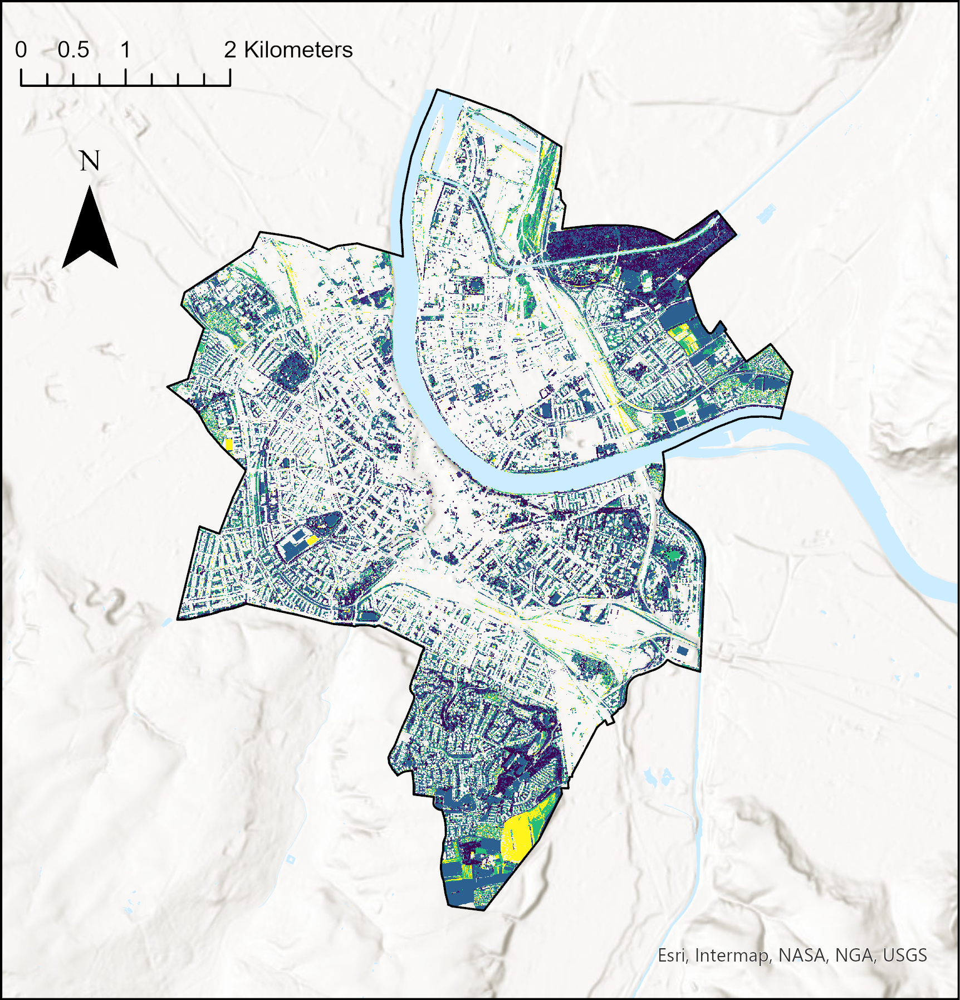 0 0.5 1 2 Kilometers
N
Esri, Intermap, NASA, NGA, USGS